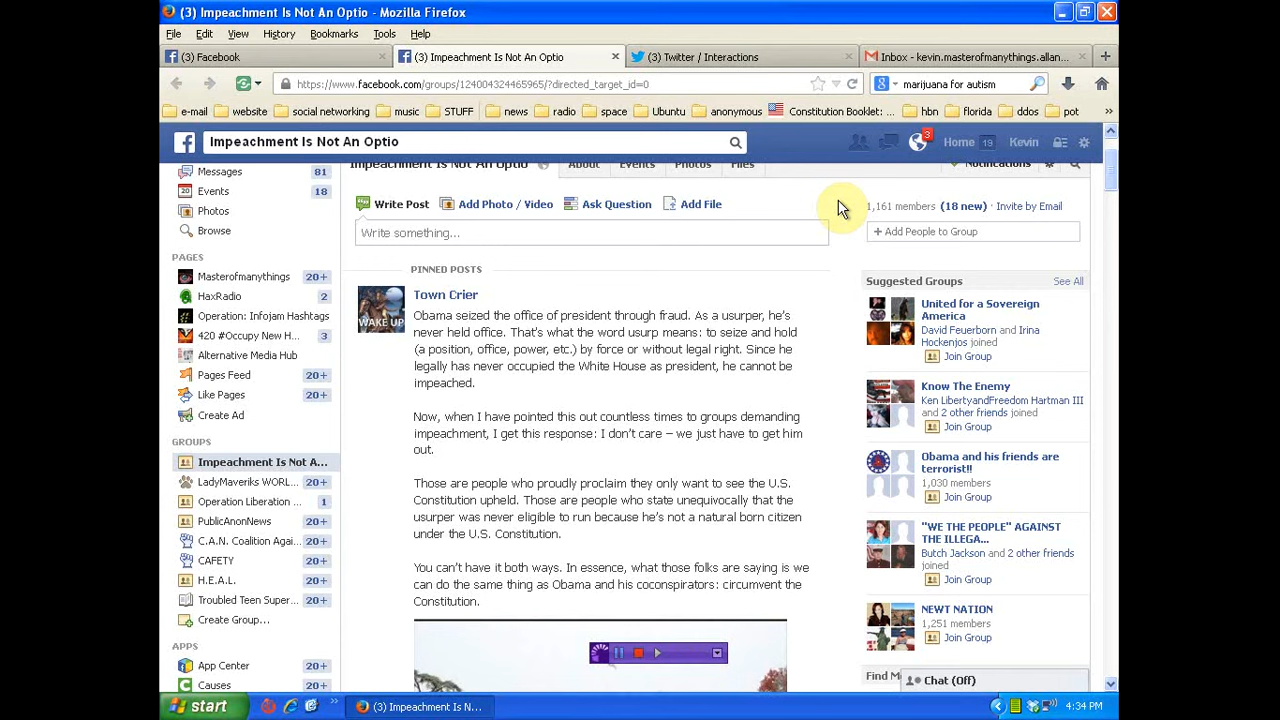 (3) Impeachment Is Not An Optio - Mozilla Firefox
File Edit View History Bookmarks Tools Help
(3) Facebook
(3) Impeachment Is Not An Optio
(3) Twitter / Interactions
Inbox - kevin.masterofmanythings.allan...
https://www.facebook.com/groups/124004324465965/?directed_target_id=0
marijuana for autism
e-mail website social networking music STUFF news radio space Ubuntu anonymous Constitution Booklet:... hbn florida ddos pot
Impeachment Is Not An Optio
3
Home 19 Kevin
Impeachment Is Not An Optio About Events Photos Files
Notifications
Messages 81
Events 18
Photos
Browse
PAGES
Masterofmanythings 20+
HaxRadio 2
Operation: Infojam Hashtags
420 #Occupy New H... 3
Alternative Media Hub
Pages Feed 20+
Like Pages 20+
Create Ad
GROUPS
Impeachment Is Not A...
LadyMaveriks WORL... 20+
Operation Liberation ... 1
PublicAnonNews 20+
C.A.N. Coalition Agai... 20+
CAFETY 20+
H.E.A.L. 20+
Troubled Teen Super... 20+
Create Group...
APPS
App Center 20+
Causes 20+
Write Post Add Photo / Video Ask Question Add File
Write something...
PINNED POSTS
WAKE UP
Town Crier
Obama seized the office of president through fraud. As a usurper, he's
never held office. That's what the word usurp means: to seize and hold
(a position, office, power, etc.) by force or without legal right. Since he
legally has never occupied the White House as president, he cannot be
impeached.
Now, when I have pointed this out countless times to groups demanding
impeachment, I get this response: I don't care – we just have to get him
out.
Those are people who proudly proclaim they only want to see the U.S.
Constitution upheld. Those are people who state unequivocally that the
usurper was never eligible to run because he's not a natural born citizen
under the U.S. Constitution.
You can't have it both ways. In essence, what those folks are saying is we
can do the same thing as Obama and his coconspirators: circumvent the
Constitution.
1,161 members (18 new) · Invite by Email
+ Add People to Group
Suggested Groups See All
United for a Sovereign
America
David Feuerborn and Irina
Hockenjos joined
Join Group
Know The Enemy
Ken LibertyandFreedom Hartman III
and 2 other friends joined
Join Group
Obama and his friends are
terrorist!!
1,030 members
Join Group
"WE THE PEOPLE" AGAINST
THE ILLEGA...
Butch Jackson and 2 other friends
joined
Join Group
NEWT NATION
1,251 members
Join Group
Chat (Off)
start
(3) Impeachment Is N...
4:34 PM